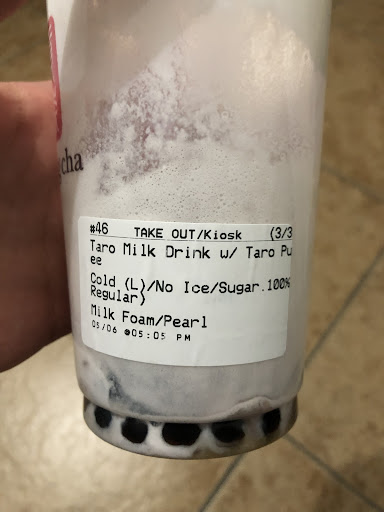 cha
#46 TAKE OUT/Kiosk (3/3
Taro Milk Drink w/ Taro Pu
ee
Cold (L)/No Ice/Sugar.100%
Regular)
Milk Foam/Pearl
05/06 @05:05 PM